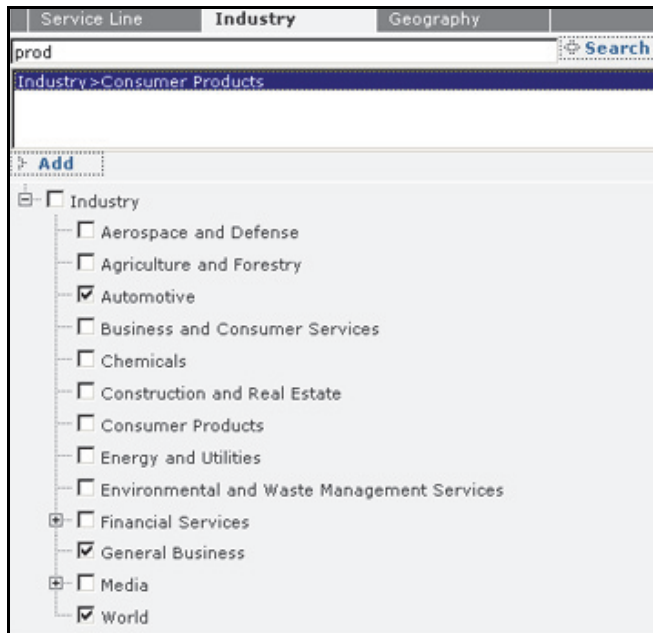 Service Line Industry Geography
prod Search
Industry>Consumer Products
Add
Industry
Aerospace and Defense
Agriculture and Forestry
Automotive
Business and Consumer Services
Chemicals
Construction and Real Estate
Consumer Products
Energy and Utilities
Environmental and Waste Management Services
Financial Services
General Business
Media
World